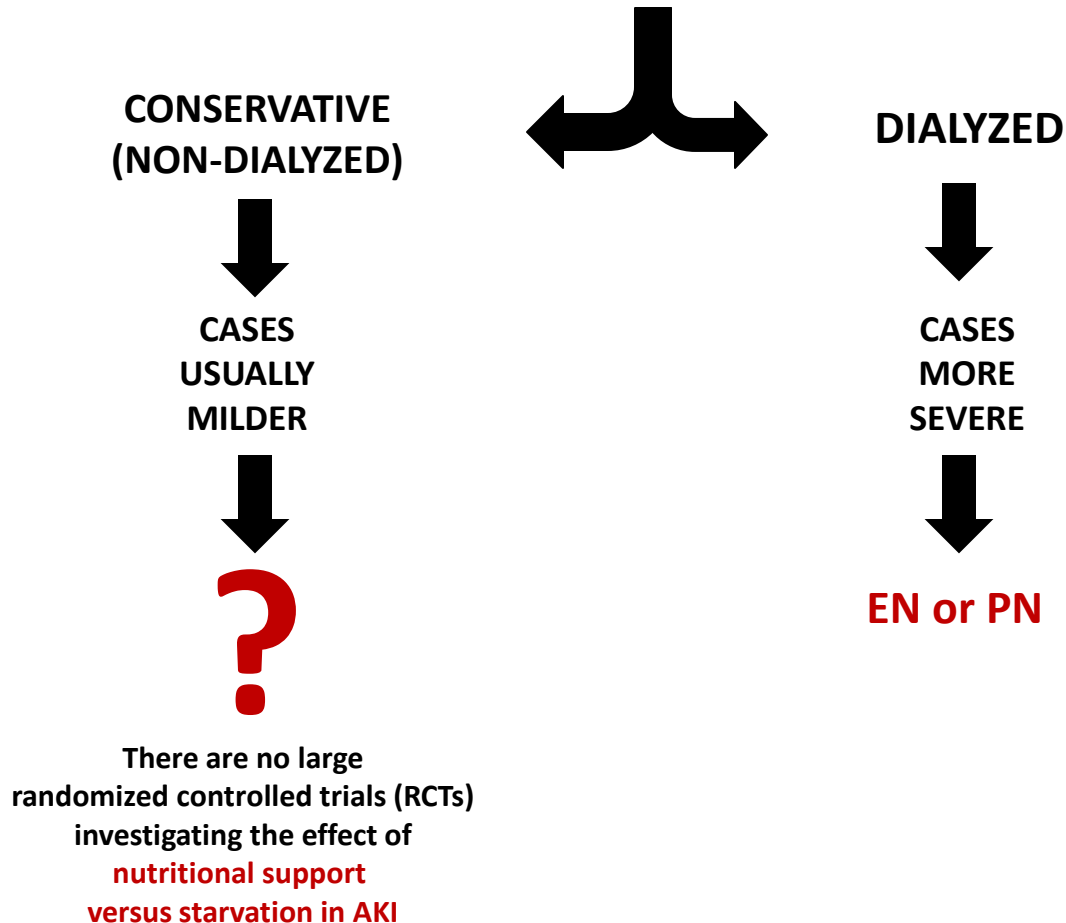 CONSERVATIVE
(NON-DIALYZED)
DIALYZED
CASES
USUALLY
MILDER
CASES
MORE
SEVERE
?
EN or PN
There are no large
randomized controlled trials (RCTs)
investigating the effect of
nutritional support
versus starvation in AKI